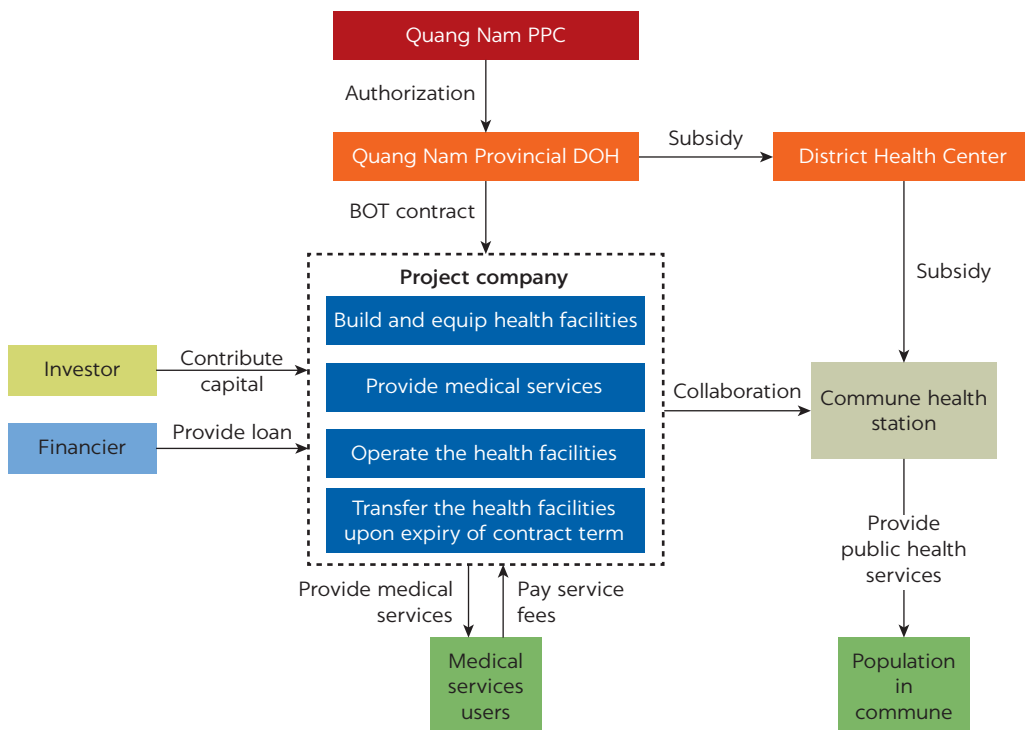 Quang Nam PPC
Authorization
Quang Nam Provincial DOH
Subsidy
District Health Center
BOT contract
Subsidy
Project company
Build and equip health facilities
Investor
Contribute
capital
Provide medical services
Collaboration
Commune health
station
Financier
Provide loan
Operate the health facilities
Transfer the health facilities
upon expiry of contract term
Provide
public health
services
Provide medical
services
Pay service
fees
Medical
services
users
Population
in
commune